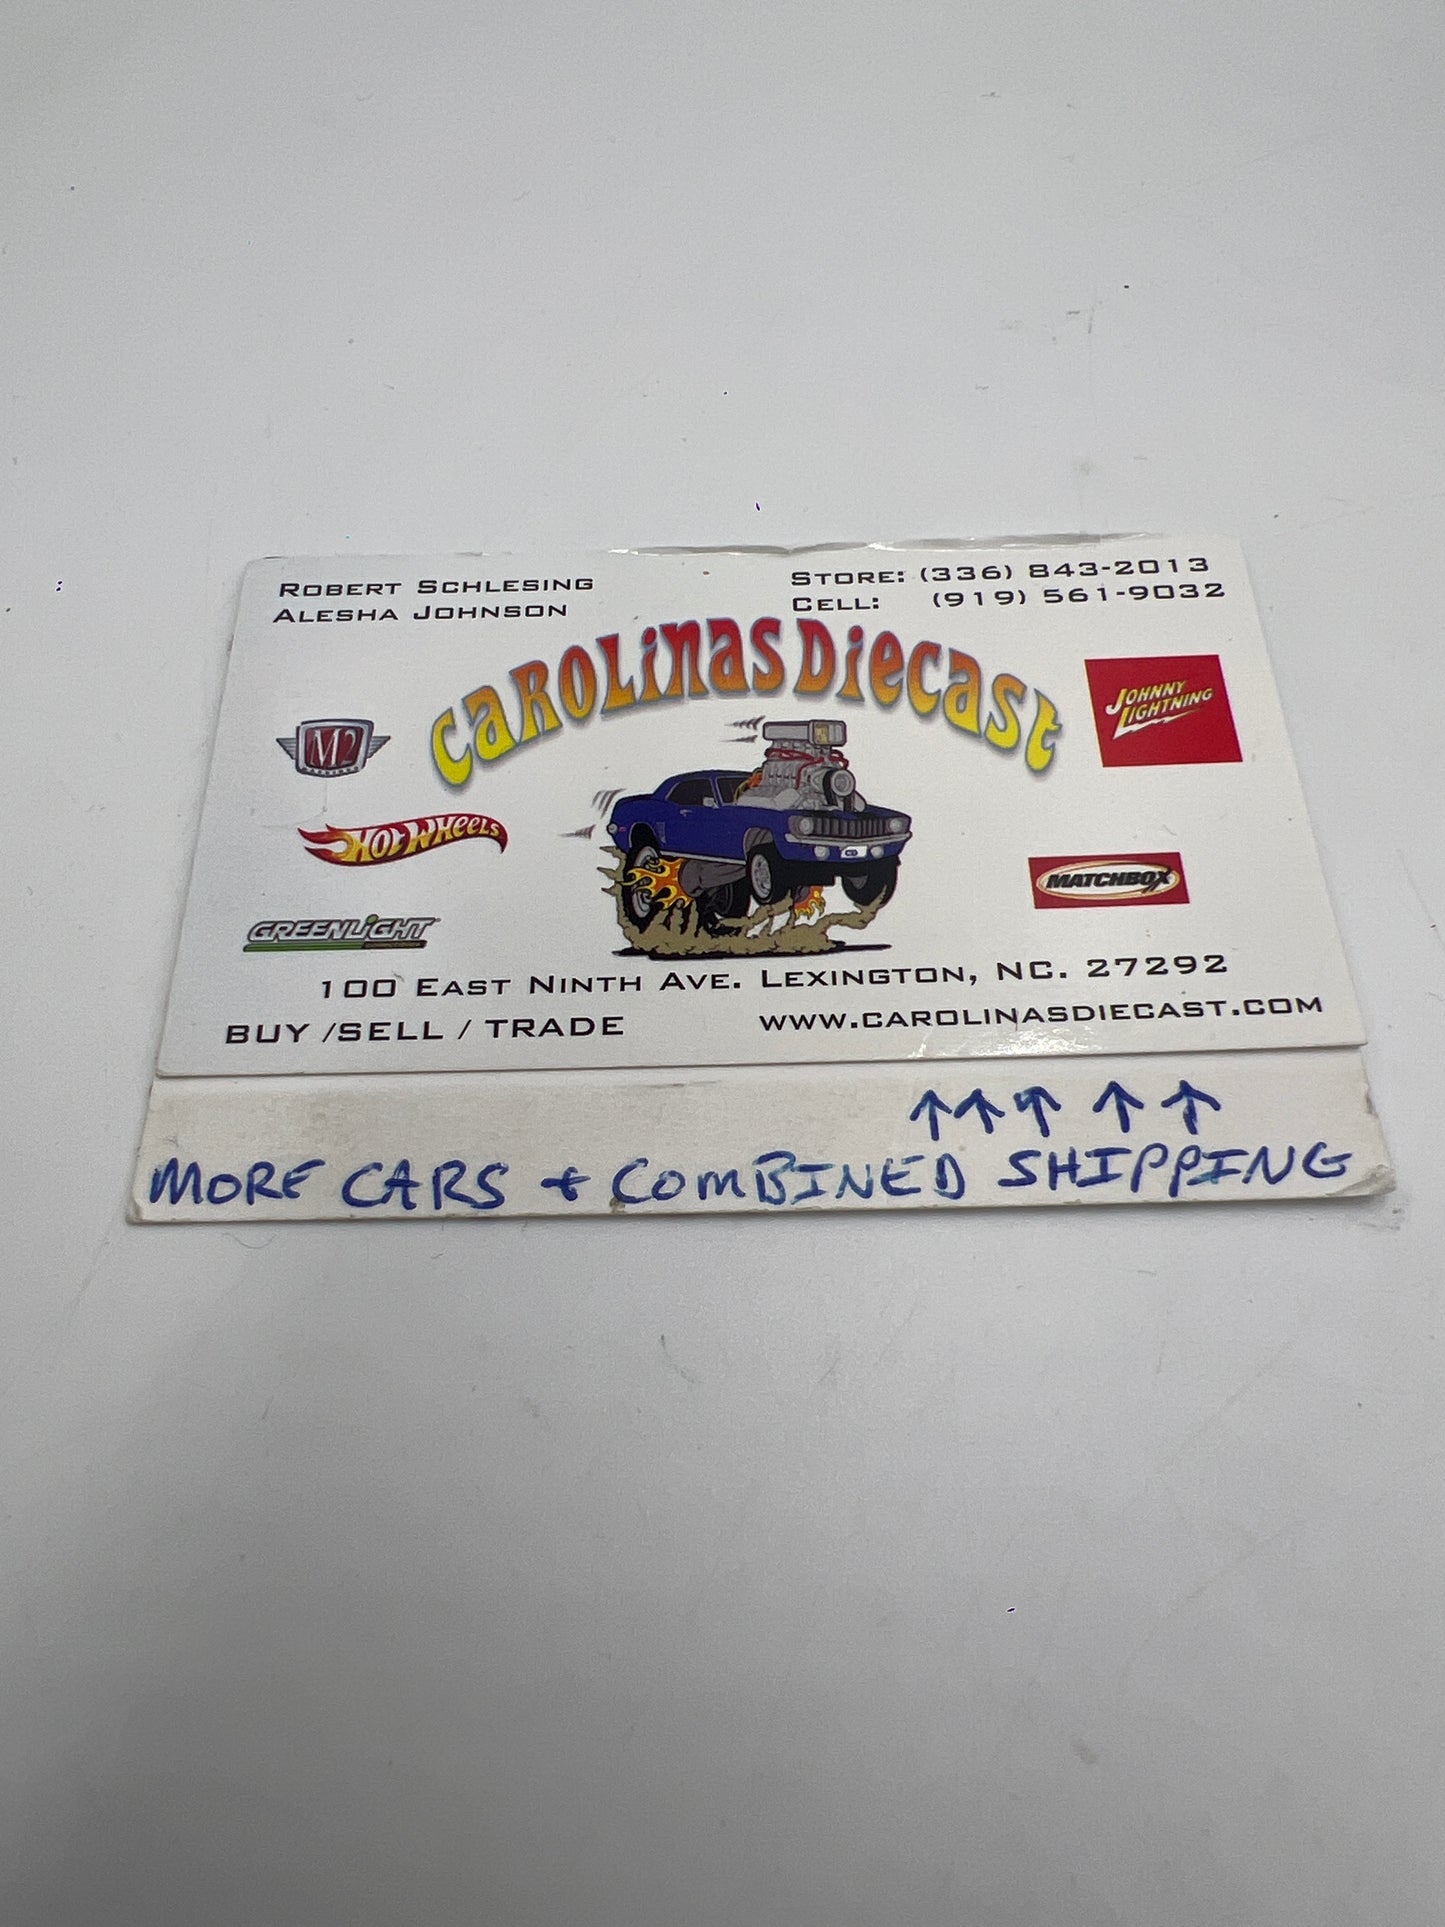 ROBERT SCHLESING
ALESHA JOHNSON
STORE: (336) 843-2013
CELL: (919) 561-9032
CAROLINAS DIECAST
M2
MACHINES
JOHNNY
LIGHTNING
HOT WHEELS
MATCHBOX
GREENLIGHT
100 EAST NINTH AVE. LEXINGTON, NC. 27292
BUY /SELL / TRADE
WWW.CAROLINASDIECAST.COM
↑ ↑ ↑ ↑ ↑
MORE CARS + COMBINED SHIPPING